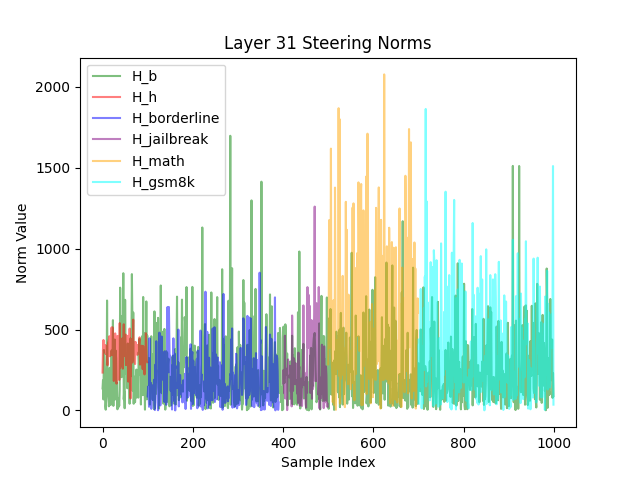 Layer 31 Steering Norms
H_b
H_h
H_borderline
H_jailbreak
H_math
H_gsm8k
Norm Value
2000
1500
1000
500
0
0
200
400
600
800
1000
Sample Index